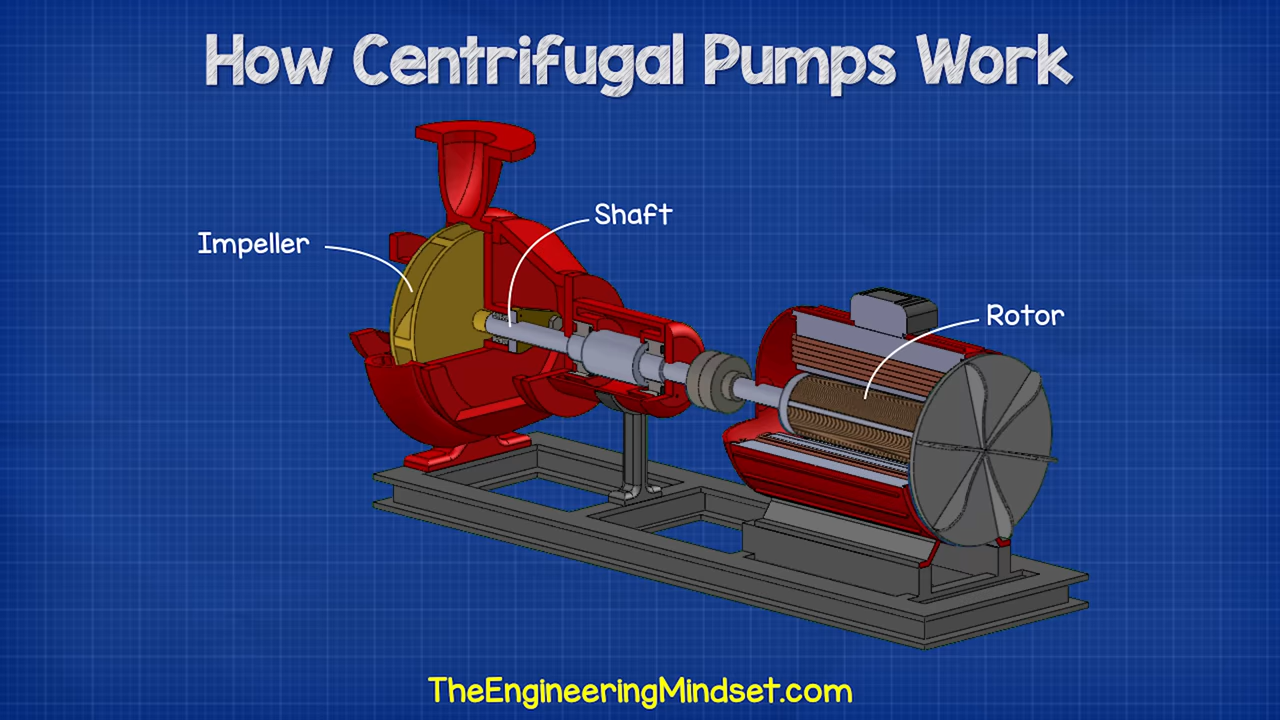 How Centrifugal Pumps Work
Shaft
Impeller
Rotor
TheEngineeringMindset.com